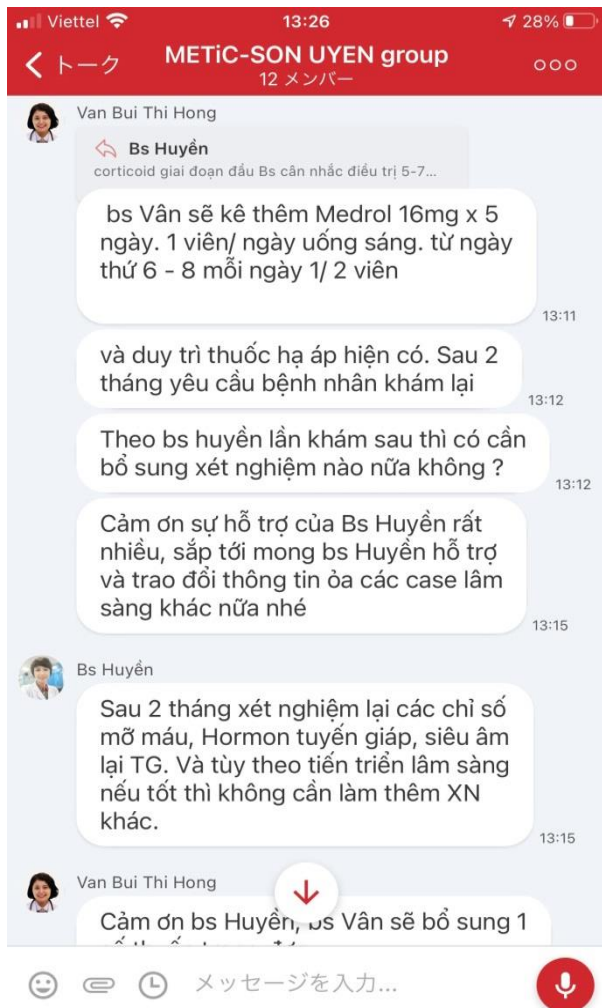 Viettel 13:26 28%
トーク METiC-SON UYEN group
12 メンバー
Van Bui Thi Hong
Bs Huyền
corticoid giai đoạn đầu Bs cân nhắc điều trị 5-7...
bs Vân sẽ kê thêm Medrol 16mg x 5
ngày. 1 viên/ ngày uống sáng. từ ngày
thứ 6 - 8 mỗi ngày 1/ 2 viên
13:11
và duy trì thuốc hạ áp hiện có. Sau 2
tháng yêu cầu bệnh nhân khám lại
13:12
Theo bs huyền lần khám sau thì có cần
bổ sung xét nghiệm nào nữa không ?
13:12
Cảm ơn sự hỗ trợ của Bs Huyền rất
nhiều, sắp tới mong bs Huyền hỗ trợ
và trao đổi thông tin ỏa các case lâm
sàng khác nữa nhé
13:15
Bs Huyền
Sau 2 tháng xét nghiệm lại các chỉ số
mỡ máu, Hormon tuyến giáp, siêu âm
lại TG. Và tùy theo tiến triển lâm sàng
nếu tốt thì không cần làm thêm XN
khác.
13:15
Van Bui Thi Hong
Cảm ơn bs Huyền, bs Vân sẽ bổ sung 1
メッセージを入力...